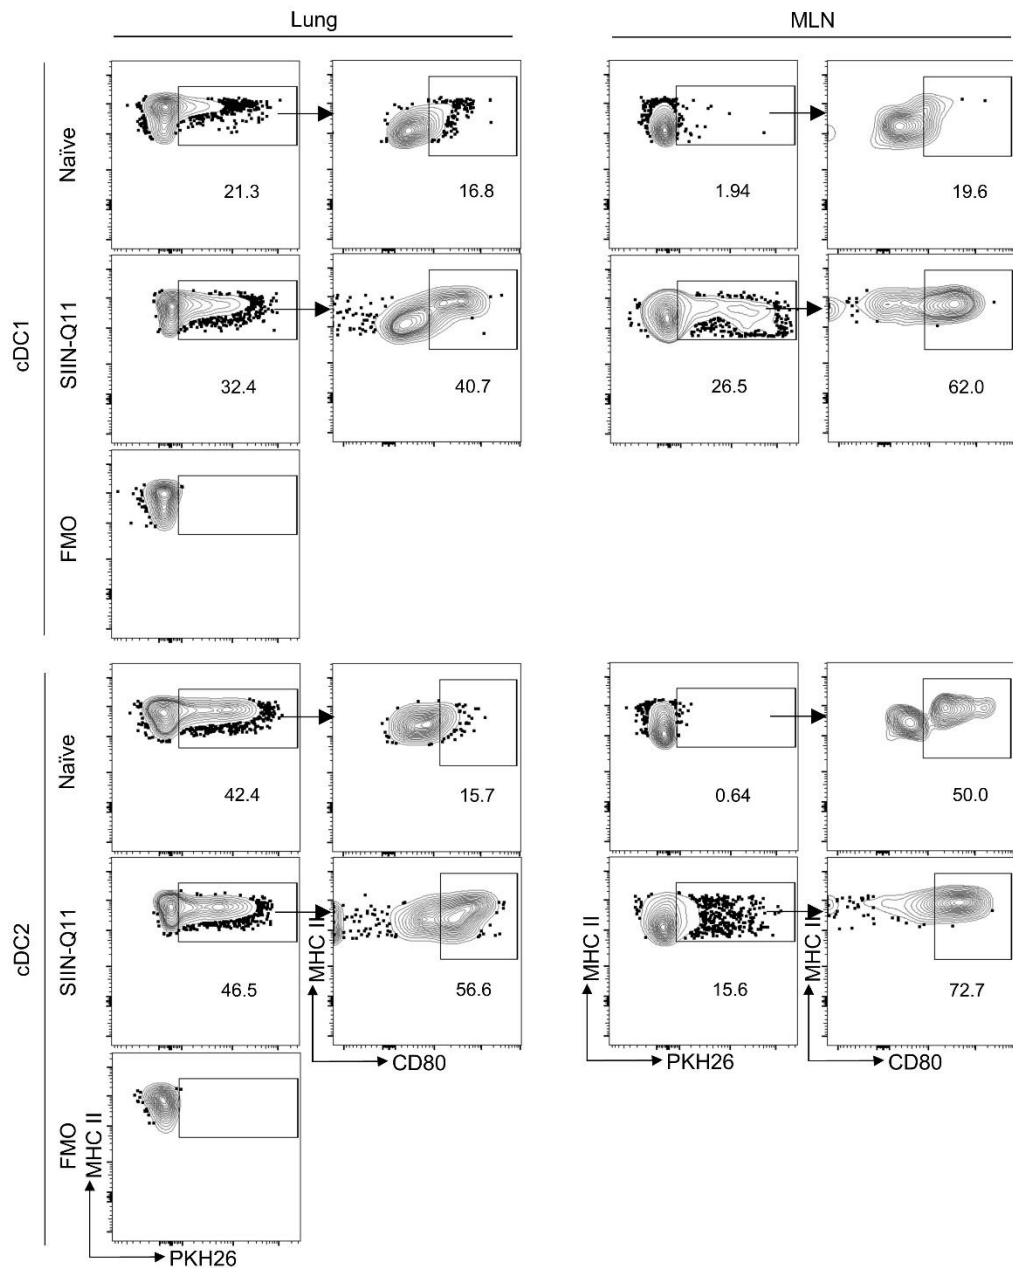 Lung MLN
cDC1
Naïve
21.3 16.8 1.94 19.6
SIIN-Q11
32.4 40.7 26.5 62.0
FMO
cDC2
Naïve
42.4 15.7 0.64 50.0
SIIN-Q11
MHC II MHC II MHC II
46.5 56.6 15.6 72.7
CD80 PKH26 CD80
FMO
MHC II
PKH26